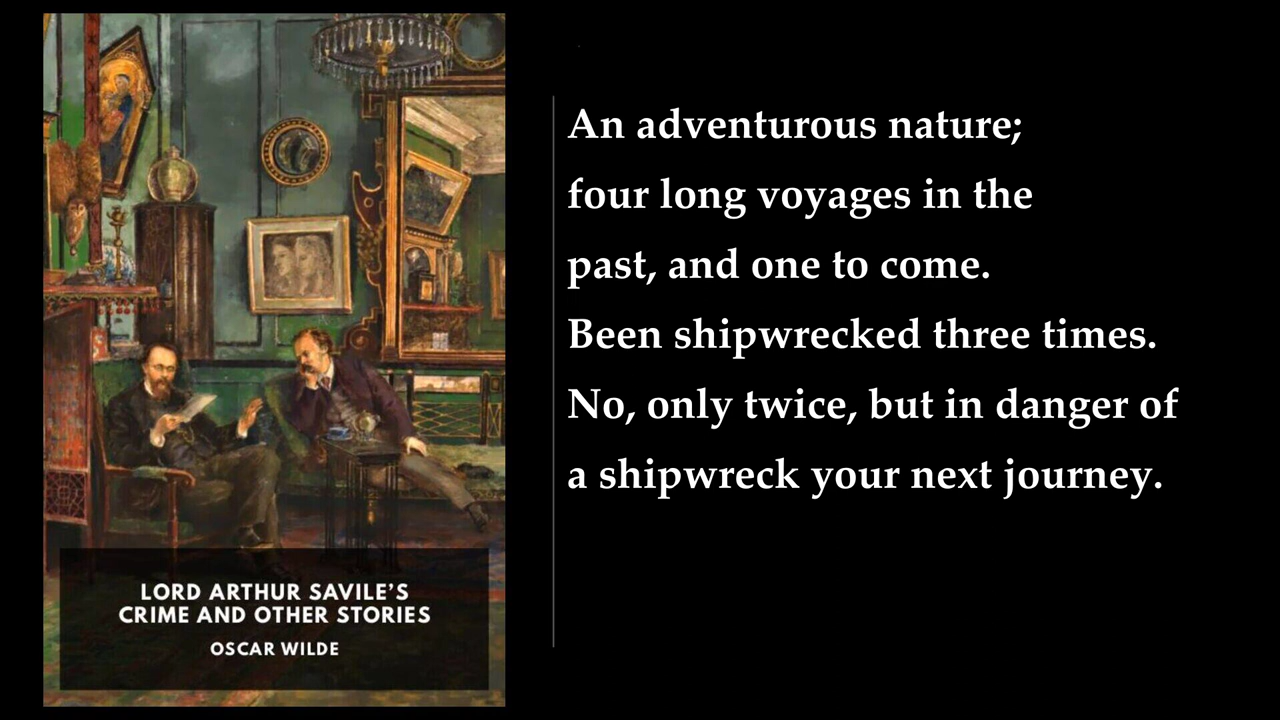 An adventurous nature;
four long voyages in the
past, and one to come.
Been shipwrecked three times.
No, only twice, but in danger of
a shipwreck your next journey.
LORD ARTHUR SAVILE’S
CRIME AND OTHER STORIES
OSCAR WILDE